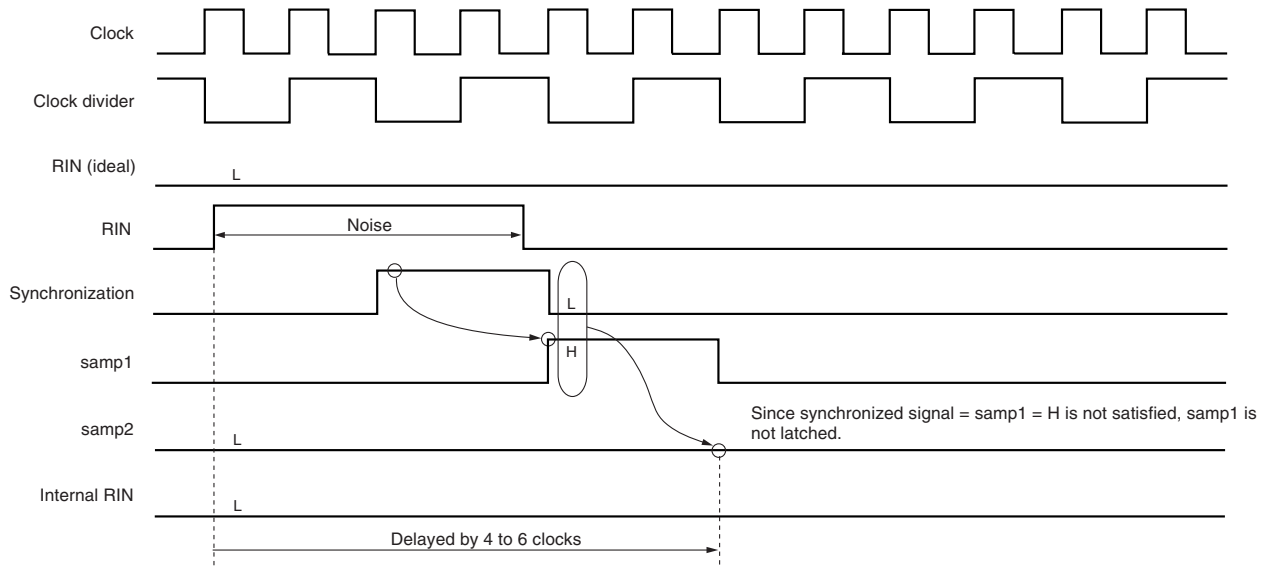 Clock
Clock divider
RIN (ideal)
L
RIN
Noise
Synchronization
L
samp1
H
samp2
L
Since synchronized signal = samp1 = H is not satisfied, samp1 is
not latched.
Internal RIN
L
Delayed by 4 to 6 clocks